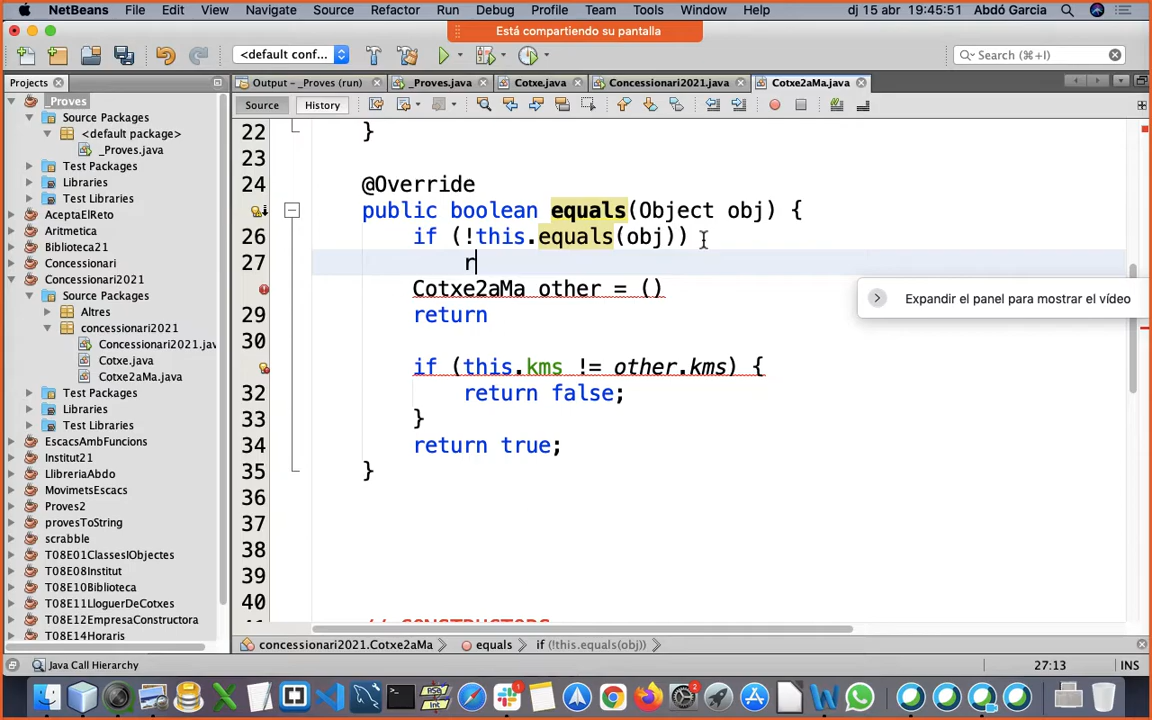 NetBeans File Edit View Navigate Source Refactor Run Debug Profile Team Tools Window Help dj 15 abr 19:45:51 Abdó Garcia
Está compartiendo su pantalla
<default conf...
Search (⌘+I)
Projects
Output – _Proves (run) _Proves.java Cotxe.java Concessionari2021.java Cotxe2aMa.java
Source History
_Proves
Source Packages
<default package>
_Proves.java
Test Packages
Libraries
Test Libraries
AceptaElReto
Aritmetica
Biblioteca21
Concessionari
Concessionari2021
Source Packages
Altres
concessionari2021
Concessionari2021.jav
Cotxe.java
Cotxe2aMa.java
Test Packages
Libraries
Test Libraries
EscacsAmbFuncions
Institut21
LlibreriaAbdo
MovimetsEscacs
Proves2
provesToString
scrabble
T08E01ClassesIObjectes
T08E08Institut
T08E10Biblioteca
T08E11LloguerDeCotxes
T08E12EmpresaConstructora
T08E14Horaris
22 }
23
24 @Override
public boolean equals(Object obj) {
26 if (!this.equals(obj))
27 r
Cotxe2aMa other = ()
29 return
30
if (this.kms != other.kms) {
32 return false;
33 }
34 return true;
35 }
36
37
38
39
40
Expandir el panel para mostrar el vídeo
concessionari2021.Cotxe2aMa equals if (!this.equals(obj))
Java Call Hierarchy
27:13 INS